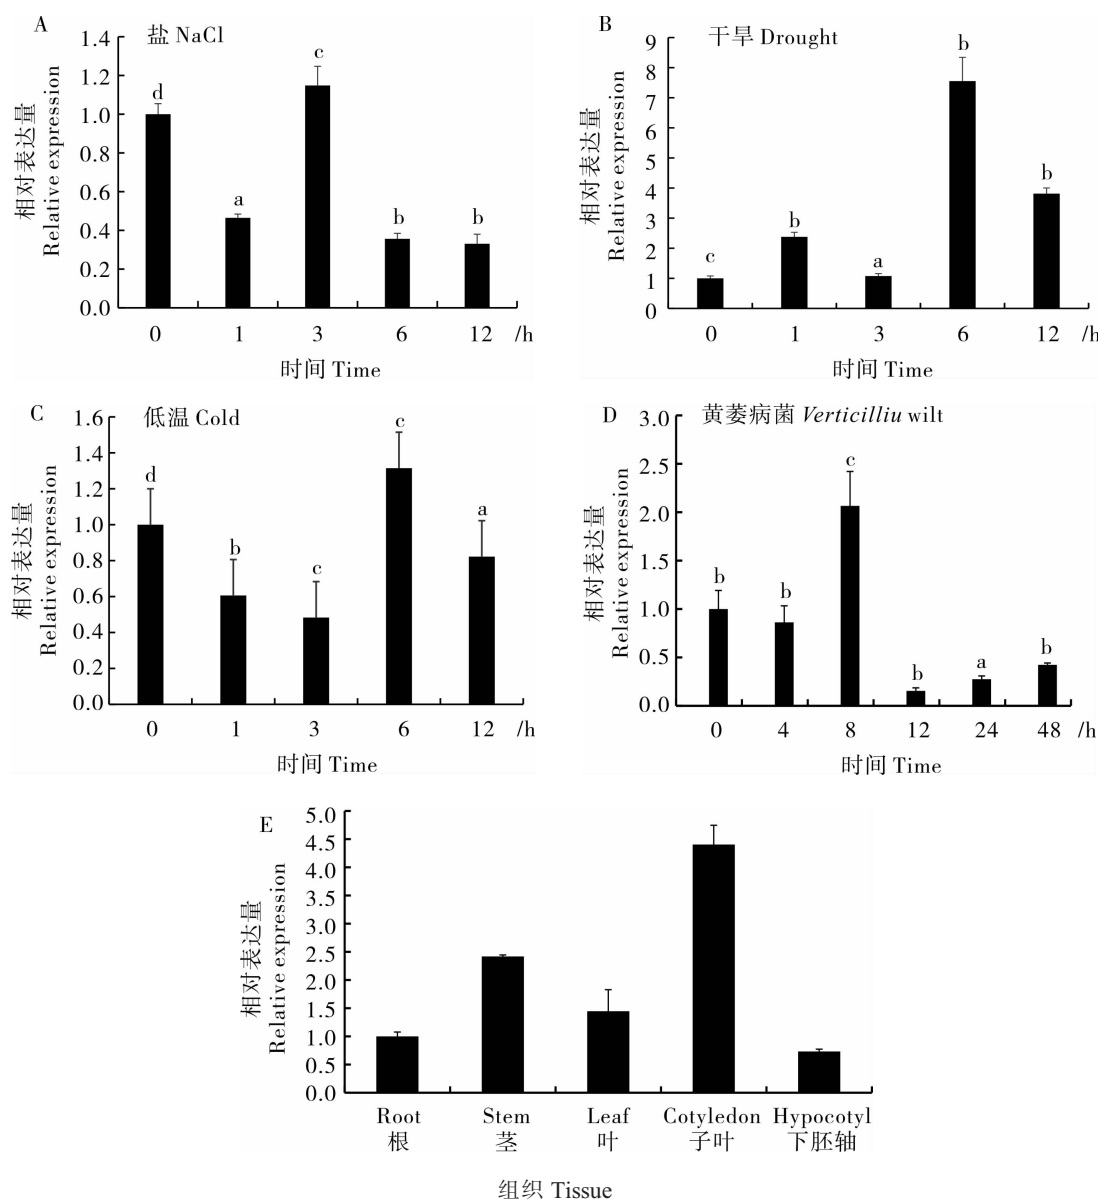 A
盐 NaCl
相对表达量
Relative expression
1.4
1.2
1.0
0.8
0.6
0.4
0.2
0.0
d
a
c
b
b
0 1 3 6 12 /h
时间 Time
B
干旱 Drought
相对表达量
Relative expression
9
8
7
6
5
4
3
2
1
0
c
b
a
b
b
0 1 3 6 12 /h
时间 Time
C
低温 Cold
相对表达量
Relative expression
1.6
1.4
1.2
1.0
0.8
0.6
0.4
0.2
0.0
d
b
c
c
a
0 1 3 6 12 /h
时间 Time
D
黄萎病菌 Verticilliu wilt
相对表达量
Relative expression
3.0
2.5
2.0
1.5
1.0
0.5
0.0
b
b
c
b
a
b
0 4 8 12 24 48 /h
时间 Time
E
相对表达量
Relative expression
5.0
4.5
4.0
3.5
3.0
2.5
2.0
1.5
1.0
0.5
0.0
Root Stem Leaf Cotyledon Hypocotyl
根 茎 叶 子叶 下胚轴
组织 Tissue